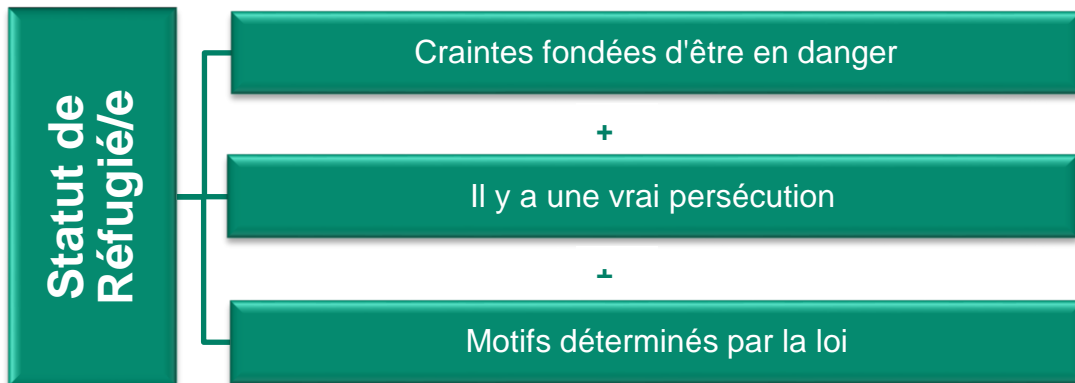 Statut de
Réfugié/e
Craintes fondées d'être en danger
+
Il y a une vrai persécution
+
Motifs déterminés par la loi